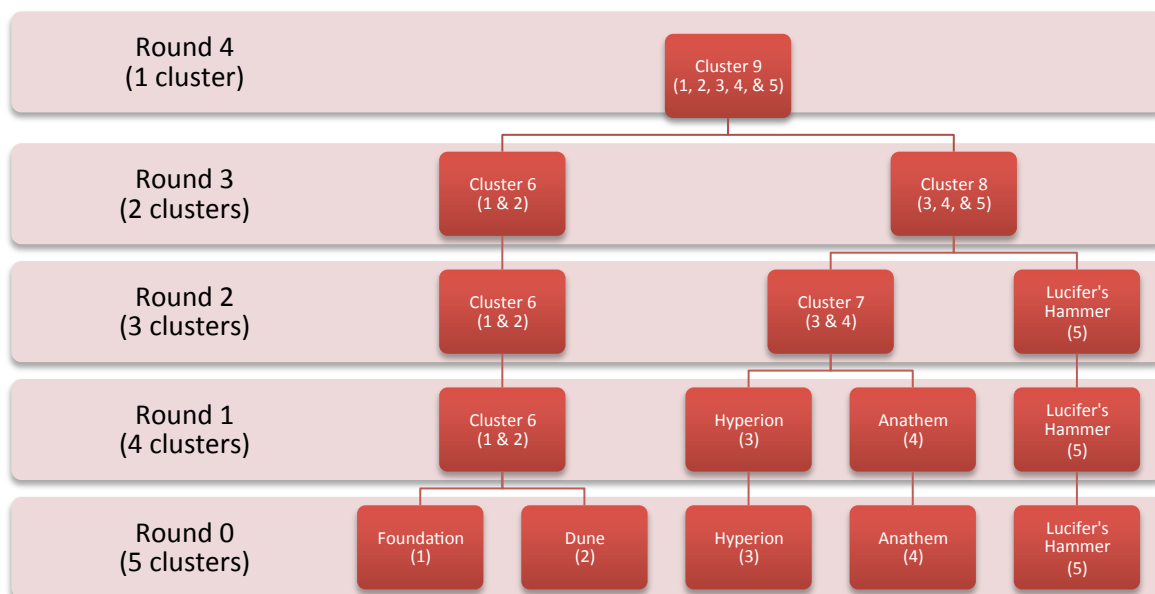 Round 4
(1 cluster)
Cluster 9
(1, 2, 3, 4, & 5)
Round 3
(2 clusters)
Cluster 6
(1 & 2)
Cluster 8
(3, 4, & 5)
Round 2
(3 clusters)
Cluster 6
(1 & 2)
Cluster 7
(3 & 4)
Lucifer's
Hammer
(5)
Round 1
(4 clusters)
Cluster 6
(1 & 2)
Hyperion
(3)
Anathem
(4)
Lucifer's
Hammer
(5)
Round 0
(5 clusters)
Foundation
(1)
Dune
(2)
Hyperion
(3)
Anathem
(4)
Lucifer's
Hammer
(5)